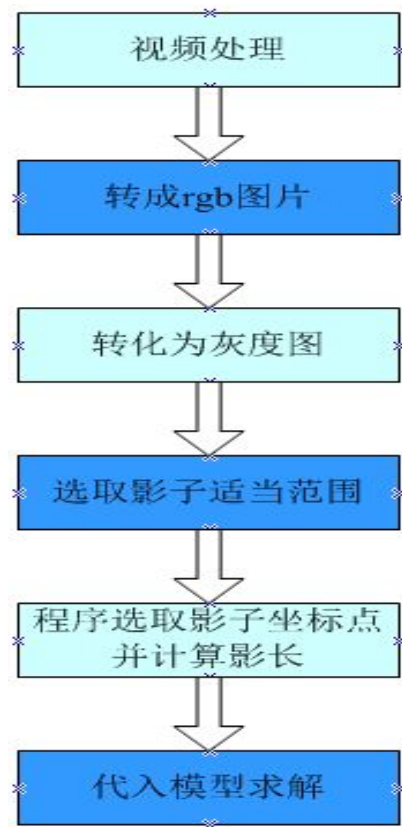 视频处理
转成rgb图片
转化为灰度图
选取影子适当范围
程序选取影子坐标点
并计算影长
代入模型求解